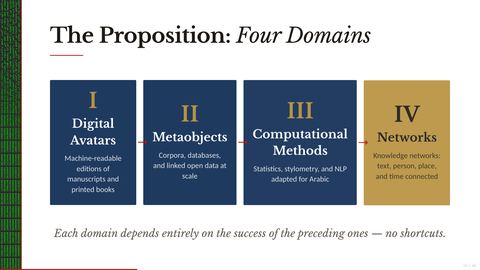 The Proposition: Four Domains
I
Digital
Avatars
Machine-readable
editions of
manuscripts and
printed books
II
Metaobjects
Corpora, databases,
and linked open data at
scale
III
Computational
Methods
Statistics, stylometry, and NLP
adapted for Arabic
IV
Networks
Knowledge networks:
text, person, place,
and time connected
Each domain depends entirely on the success of the preceding ones — no shortcuts.